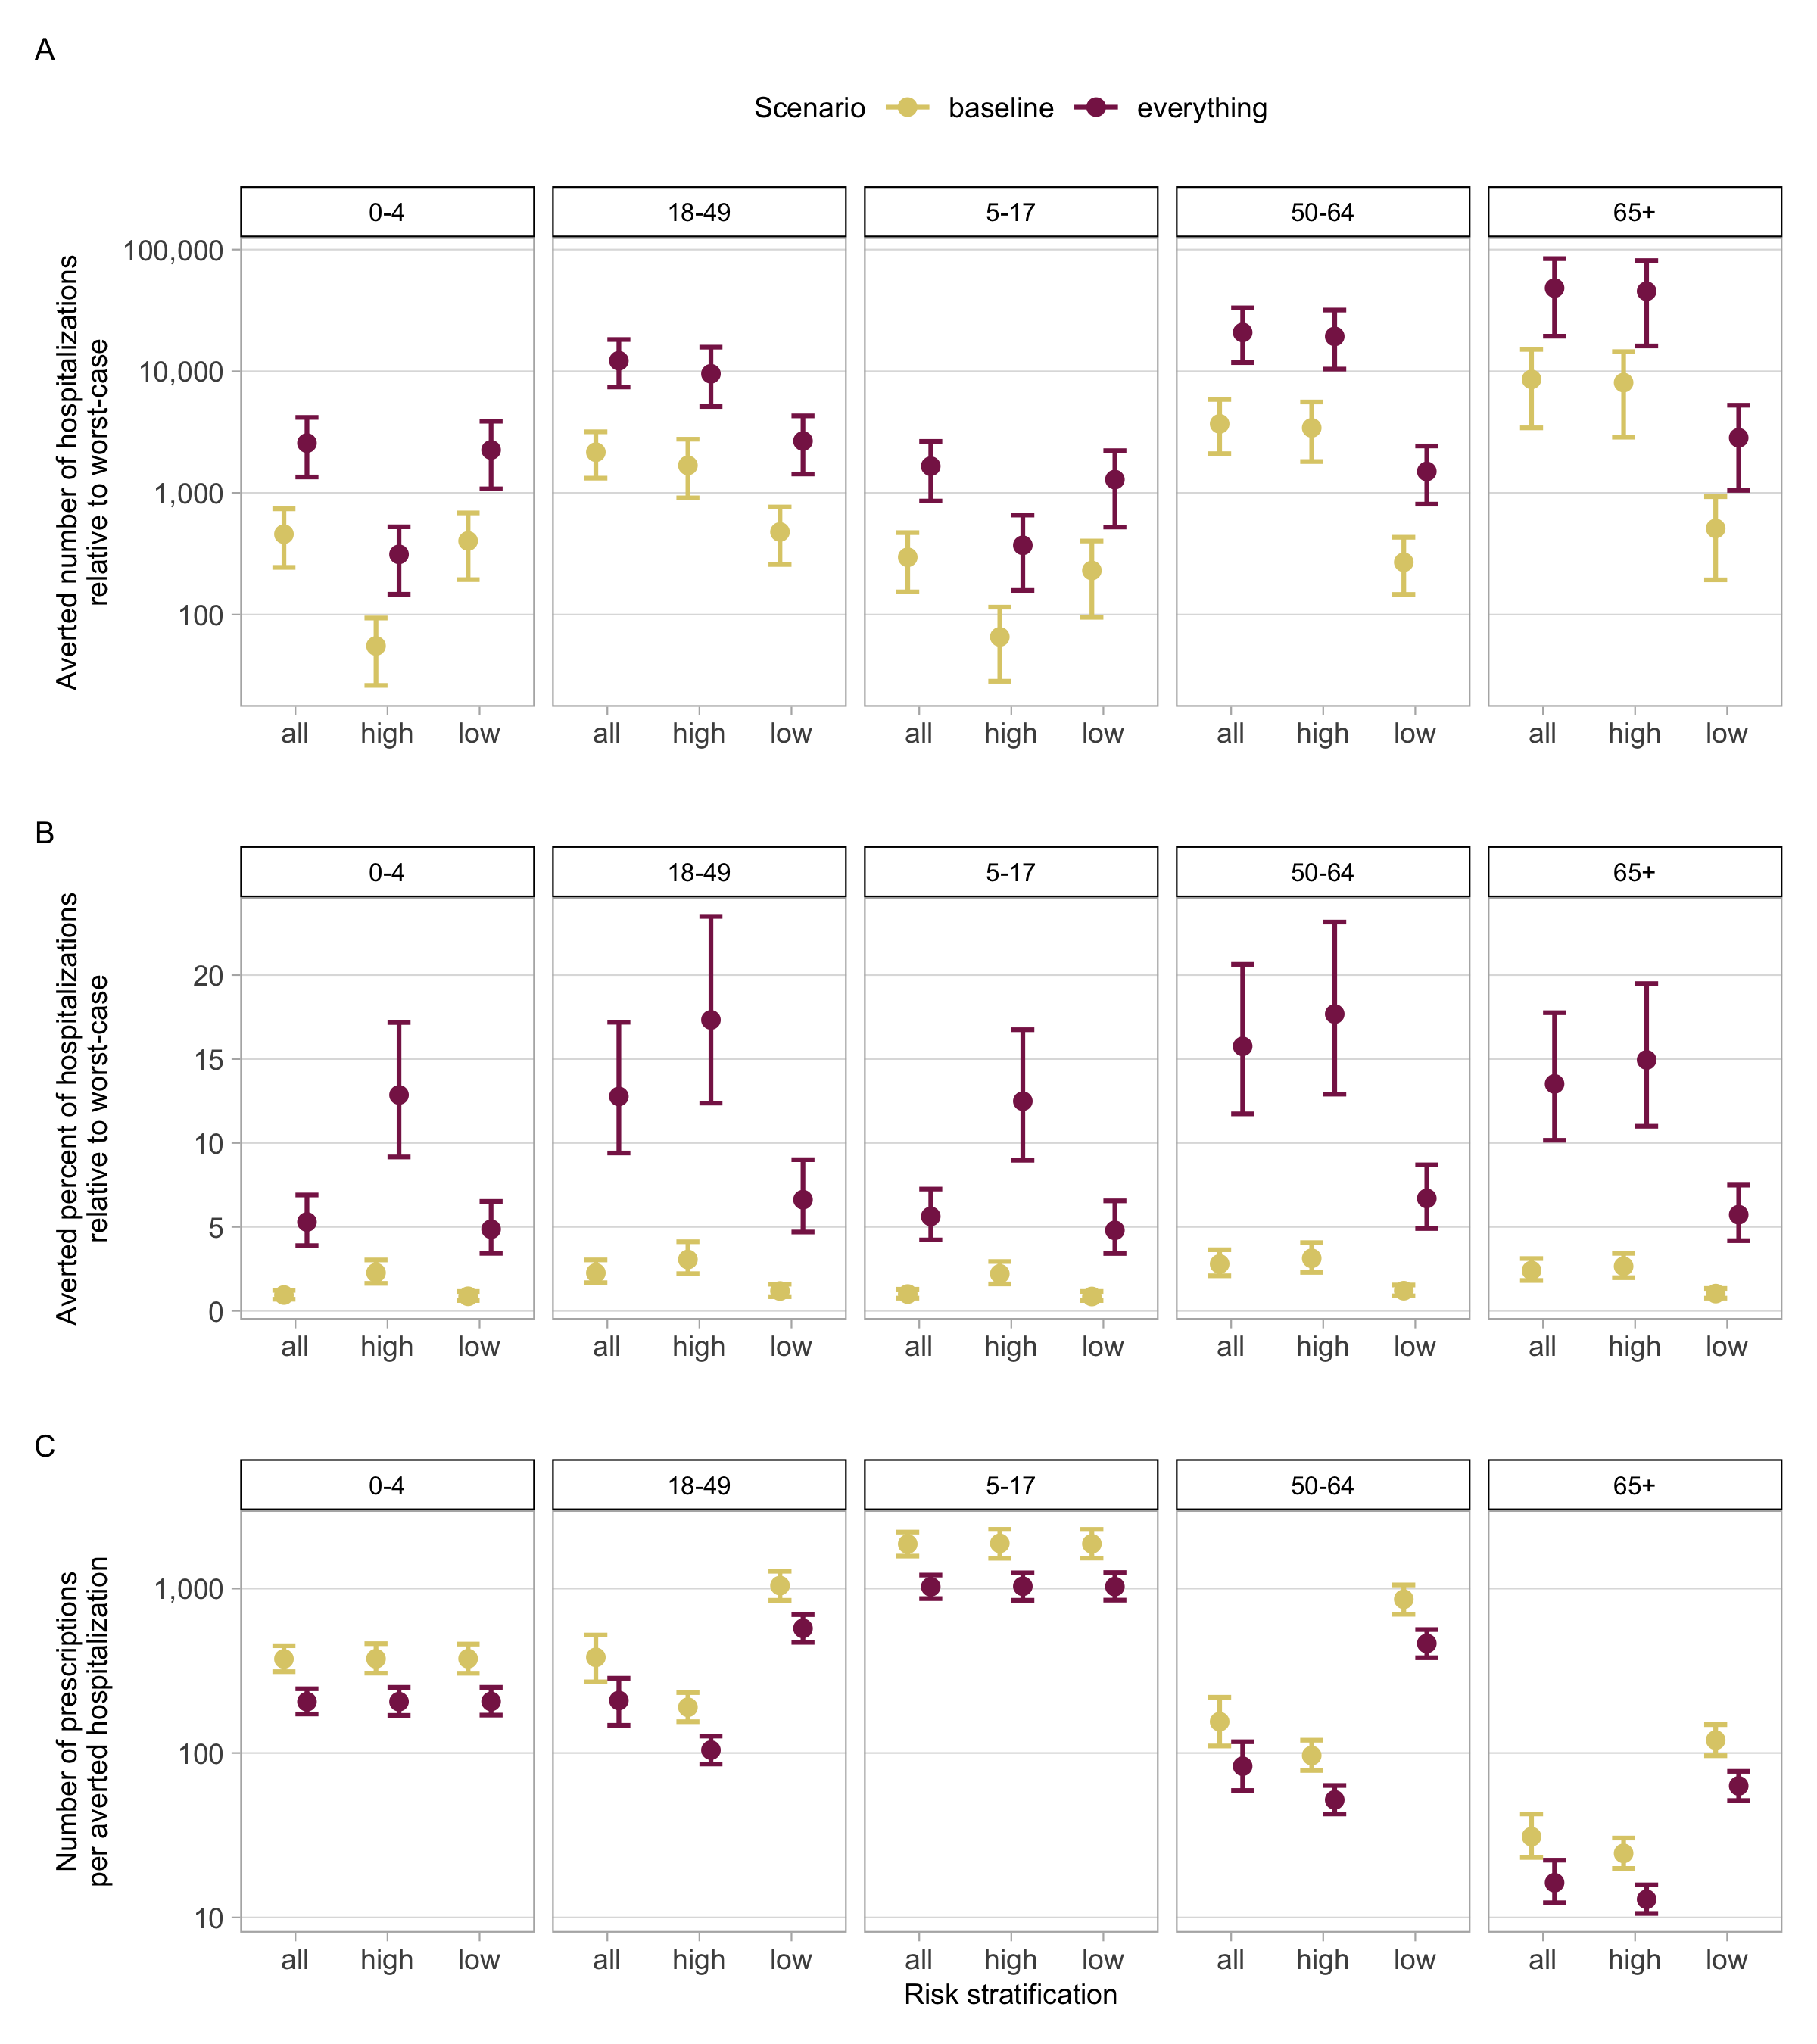 A
Scenario baseline everything
0-4 18-49 5-17 50-64 65+
Averted number of hospitalizations
relative to worst-case
100,000
10,000
1,000
100
all high low all high low all high low all high low all high low
B
0-4 18-49 5-17 50-64 65+
Averted percent of hospitalizations
relative to worst-case
20
15
10
5
0
all high low all high low all high low all high low all high low
C
0-4 18-49 5-17 50-64 65+
Number of prescriptions
per averted hospitalization
1,000
100
10
all high low all high low all high low all high low all high low
Risk stratification